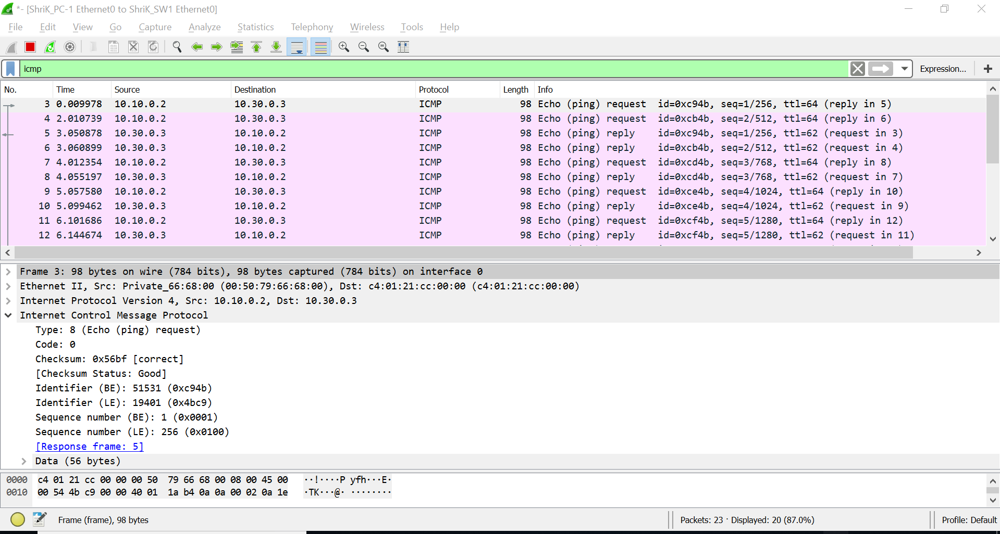 *- [ShriK_PC-1 Ethernet0 to ShriK_SW1 Ethernet0]
File Edit View Go Capture Analyze Statistics Telephony Wireless Tools Help
icmp Expression... +
No. Time Source Destination Protocol Length Info
3 0.009978 10.10.0.2 10.30.0.3 ICMP 98 Echo (ping) request id=0xc94b, seq=1/256, ttl=64 (reply in 5)
4 2.010739 10.10.0.2 10.30.0.3 ICMP 98 Echo (ping) request id=0xcb4b, seq=2/512, ttl=64 (reply in 6)
5 3.050878 10.30.0.3 10.10.0.2 ICMP 98 Echo (ping) reply id=0xc94b, seq=1/256, ttl=62 (request in 3)
6 3.060899 10.30.0.3 10.10.0.2 ICMP 98 Echo (ping) reply id=0xcb4b, seq=2/512, ttl=62 (request in 4)
7 4.012354 10.10.0.2 10.30.0.3 ICMP 98 Echo (ping) request id=0xcd4b, seq=3/768, ttl=64 (reply in 8)
8 4.055197 10.30.0.3 10.10.0.2 ICMP 98 Echo (ping) reply id=0xcd4b, seq=3/768, ttl=62 (request in 7)
9 5.057580 10.10.0.2 10.30.0.3 ICMP 98 Echo (ping) request id=0xce4b, seq=4/1024, ttl=64 (reply in 10)
10 5.099462 10.30.0.3 10.10.0.2 ICMP 98 Echo (ping) reply id=0xce4b, seq=4/1024, ttl=62 (request in 9)
11 6.101686 10.10.0.2 10.30.0.3 ICMP 98 Echo (ping) request id=0xcf4b, seq=5/1280, ttl=64 (reply in 12)
12 6.144674 10.30.0.3 10.10.0.2 ICMP 98 Echo (ping) reply id=0xcf4b, seq=5/1280, ttl=62 (request in 11)
Frame 3: 98 bytes on wire (784 bits), 98 bytes captured (784 bits) on interface 0
Ethernet II, Src: Private_66:68:00 (00:50:79:66:68:00), Dst: c4:01:21:cc:00:00 (c4:01:21:cc:00:00)
Internet Protocol Version 4, Src: 10.10.0.2, Dst: 10.30.0.3
Internet Control Message Protocol
Type: 8 (Echo (ping) request)
Code: 0
Checksum: 0x56bf [correct]
[Checksum Status: Good]
Identifier (BE): 51531 (0xc94b)
Identifier (LE): 19401 (0x4bc9)
Sequence number (BE): 1 (0x0001)
Sequence number (LE): 256 (0x0100)
[Response frame: 5]
Data (56 bytes)
0000 c4 01 21 cc 00 00 00 50 79 66 68 00 08 00 45 00 ··!····P yfh···E·
0010 00 54 4b c9 00 00 40 01 1a b4 0a 0a 00 02 0a 1e ·TK···@· ········
Frame (frame), 98 bytes Packets: 23 · Displayed: 20 (87.0%) Profile: Default